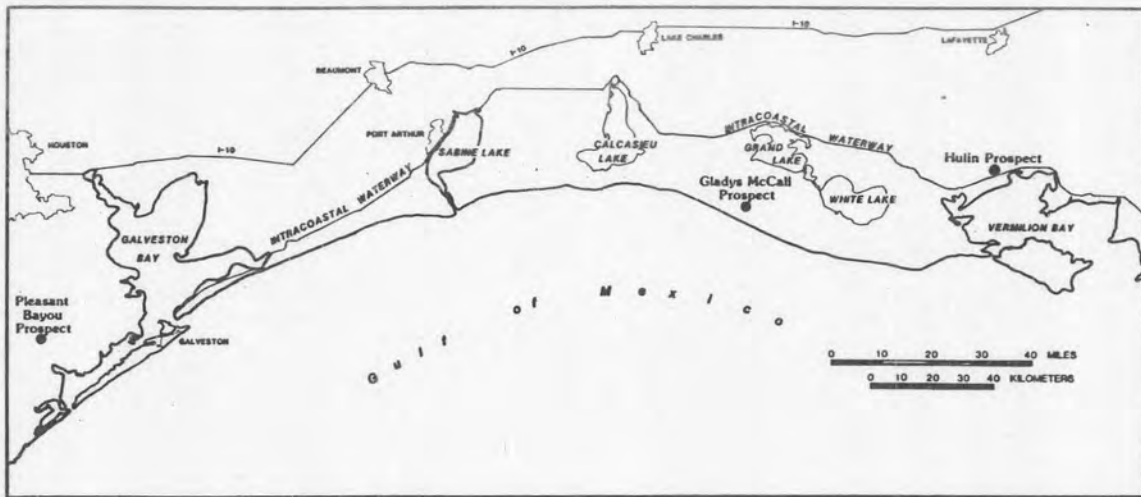 I-10
I-10
LAKE CHARLES
LAFAYETTE
BEAUMONT
PORT ARTHUR
HOUSTON
I-10
SABINE LAKE
CALCASIEU
LAKE
INTRACOASTAL
WATERWAY
GRAND
LAKE
Hulin Prospect
Gladys McCall
Prospect
WHITE LAKE
INTRACOASTAL WATERWAY
GALVESTON
BAY
VERMILION BAY
Pleasant
Bayou
Prospect
Gulf of Mexico
GALVESTON
0 10 20 30 40 MILES
0 10 20 30 40 KILOMETERS